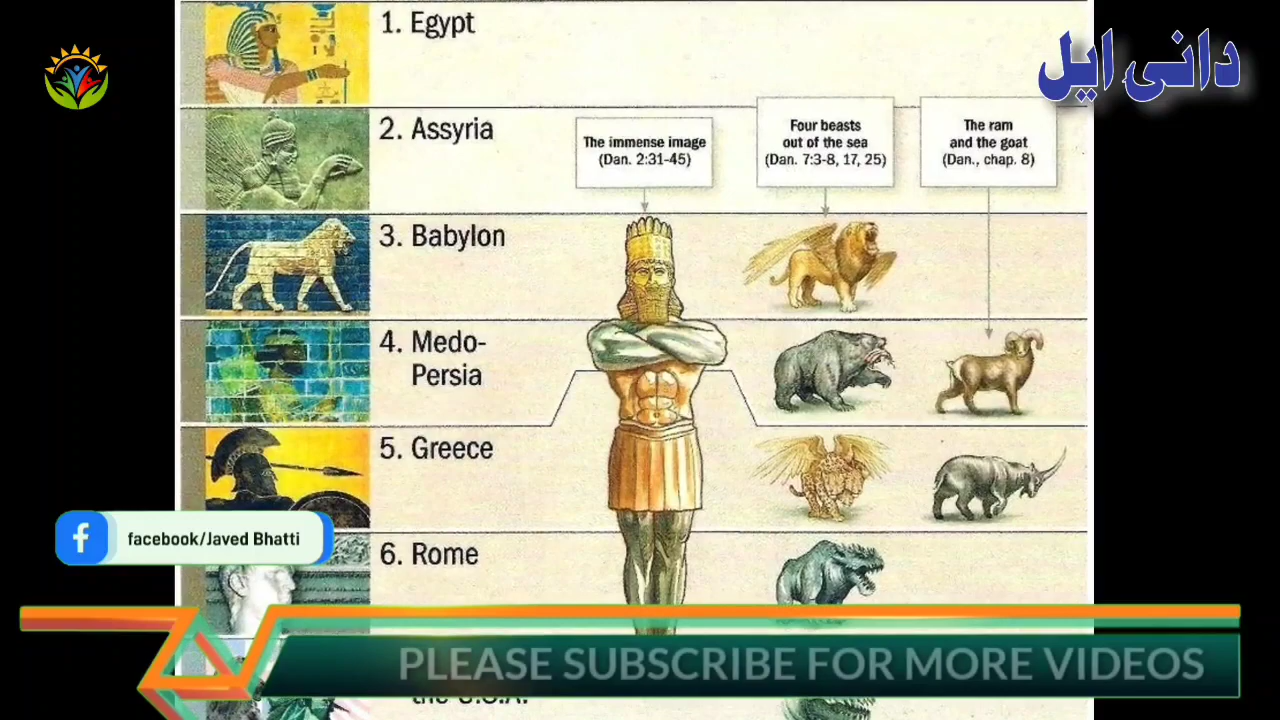 دانی ایل
1. Egypt
2. Assyria
The immense image
(Dan. 2:31-45)
Four beasts
out of the sea
(Dan. 7:3-8, 17, 25)
The ram
and the goat
(Dan., chap. 8)
3. Babylon
4. Medo-
Persia
5. Greece
facebook/Javed Bhatti
6. Rome
PLEASE SUBSCRIBE FOR MORE VIDEOS
the U.S.A.